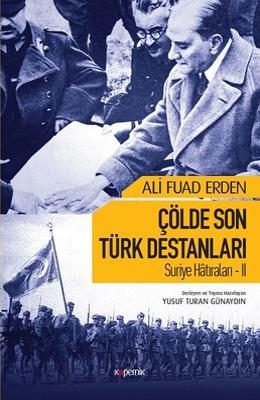 ALİ FUAD ERDEN
ÇÖLDE SON
TÜRK DESTANLARI
Suriye Hâtıraları - II
Derleyen ve Yayına Hazırlayan
YUSUF TURAN GÜNAYDIN
kopernik